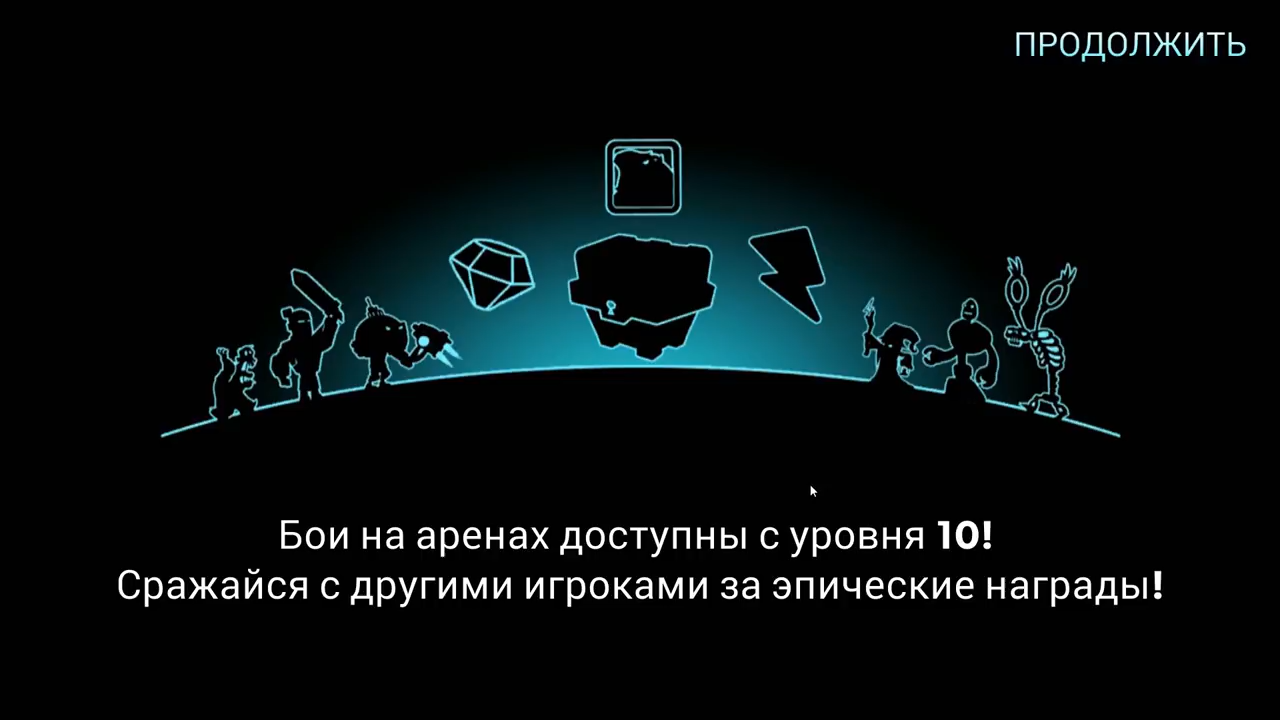 ПРОДОЛЖИТЬ
Бои на аренах доступны с уровня 10!
Сражайся с другими игроками за эпические награды!